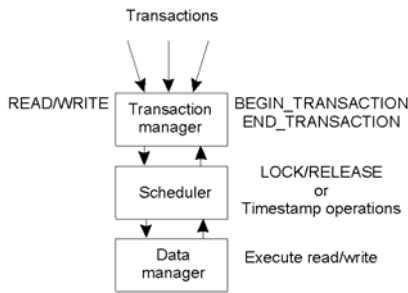 Transactions
READ/WRITE
Transaction
manager
BEGIN_TRANSACTION
END_TRANSACTION
Scheduler
LOCK/RELEASE
or
Timestamp operations
Data
manager
Execute read/write